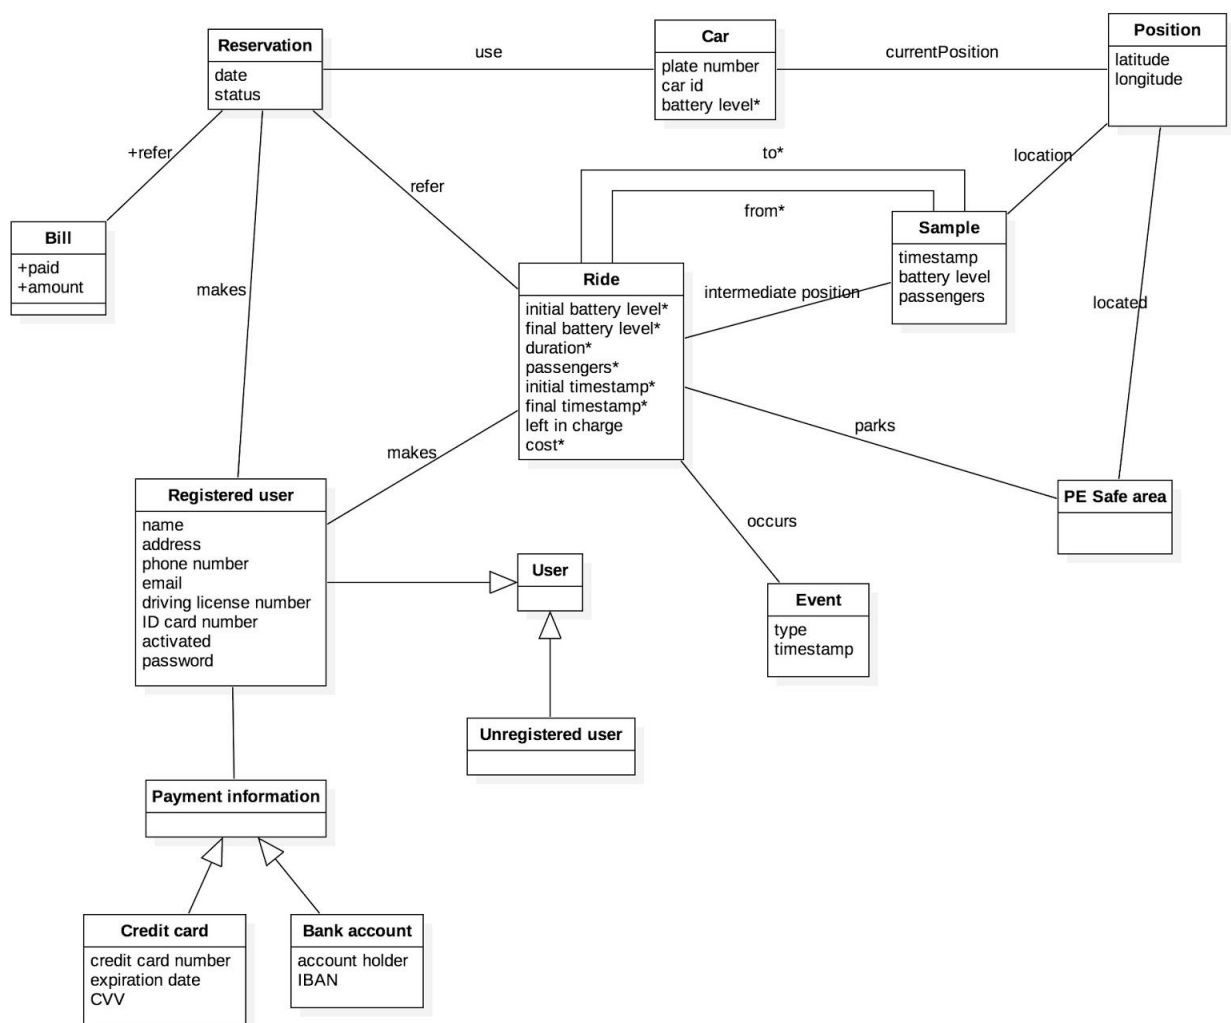 Reservation
date
status
use
Car
plate number
car id
battery level*
currentPosition
Position
latitude
longitude
+refer
refer
makes
to*
from*
location
located
Bill
+paid
+amount
Sample
timestamp
battery level
passengers
intermediate position
Ride
initial battery level*
final battery level*
duration*
passengers*
initial timestamp*
final timestamp*
left in charge
cost*
makes
parks
occurs
PE Safe area
Registered user
name
address
phone number
email
driving license number
ID card number
activated
password
User
Event
type
timestamp
Unregistered user
Payment information
Credit card
credit card number
expiration date
CVV
Bank account
account holder
IBAN